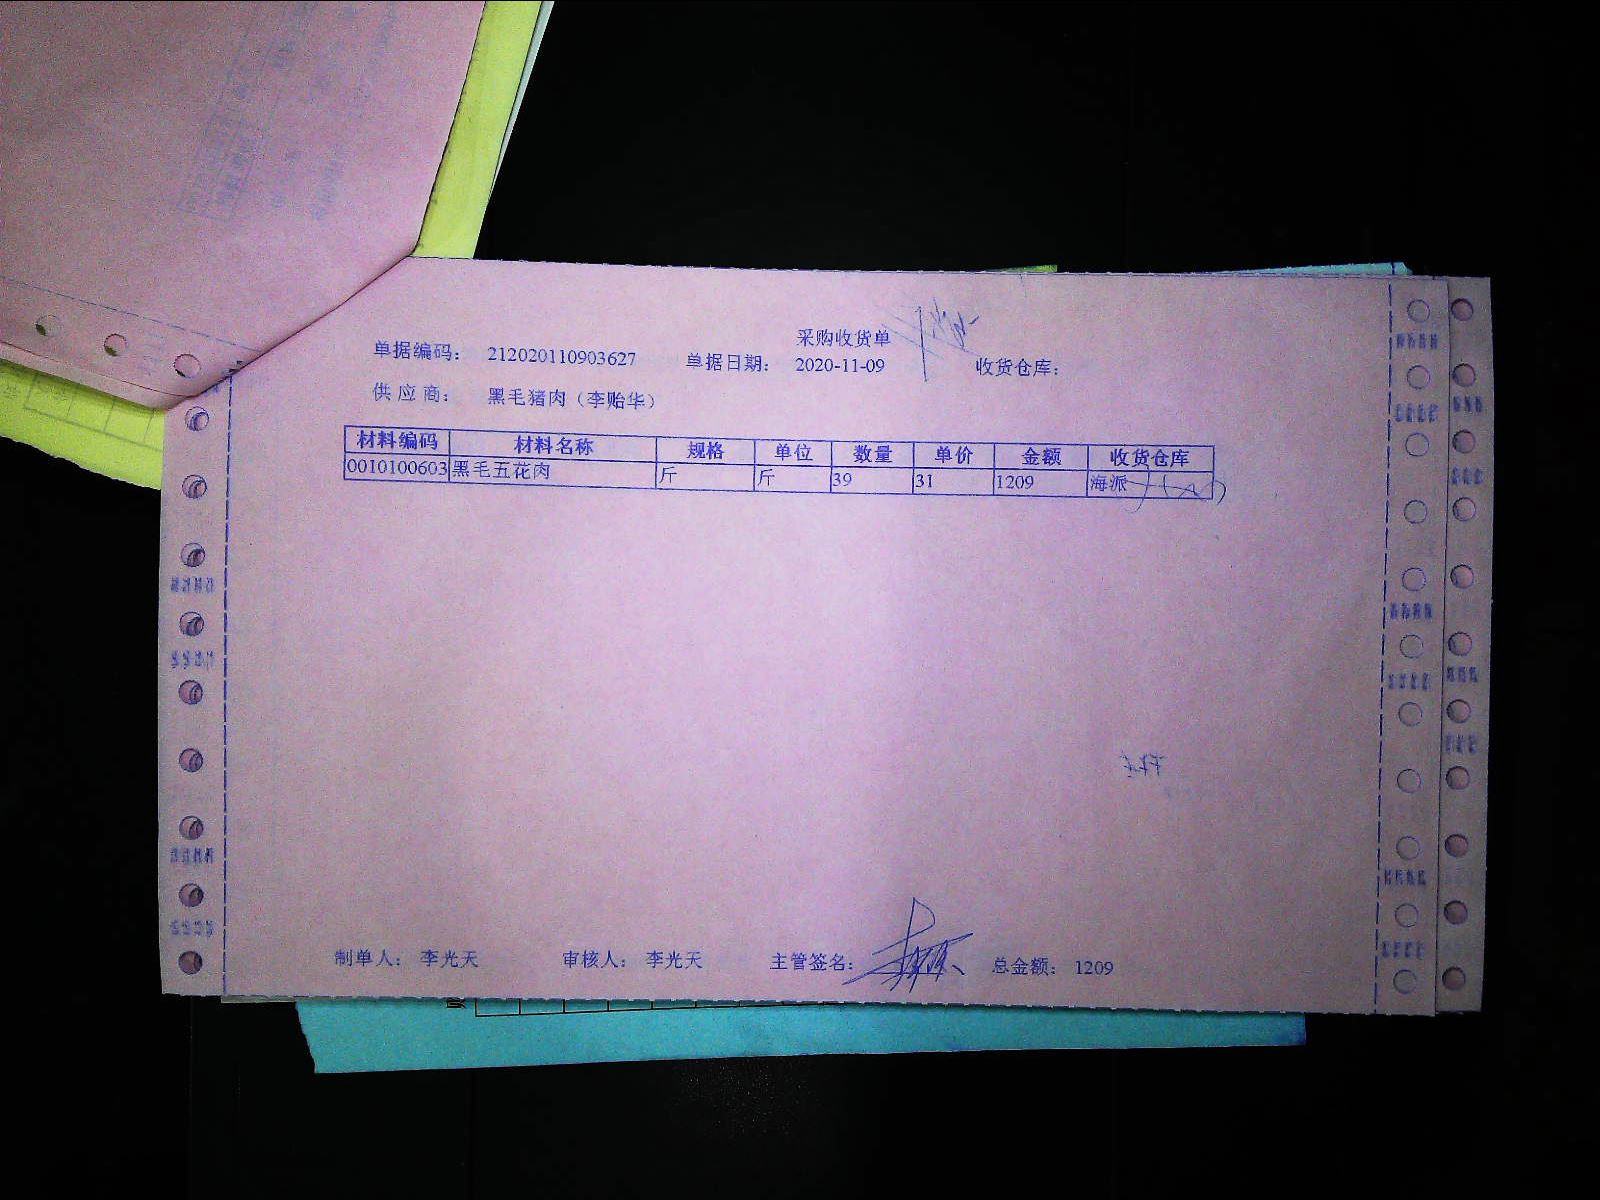 采购收货单
单据编码： 212020110903627 单据日期： 2020-11-09 收货仓库：
供应商： 黑毛猪肉（李贻华）
材料编码 材料名称 规格 单位 数量 单价 金额 收货仓库
0010100603 黑毛五花肉 斤 斤 39 31 1209 海派
制单人： 李光天 审核人： 李光天 主管签名： 总金额： 1209